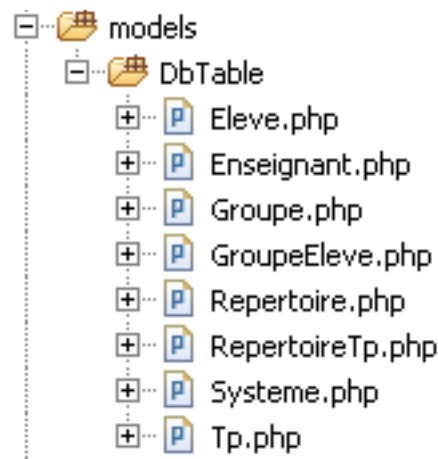 models
DbTable
Eleve.php
Enseignant.php
Groupe.php
GroupeEleve.php
Repertoire.php
RepertoireTp.php
Systeme.php
Tp.php